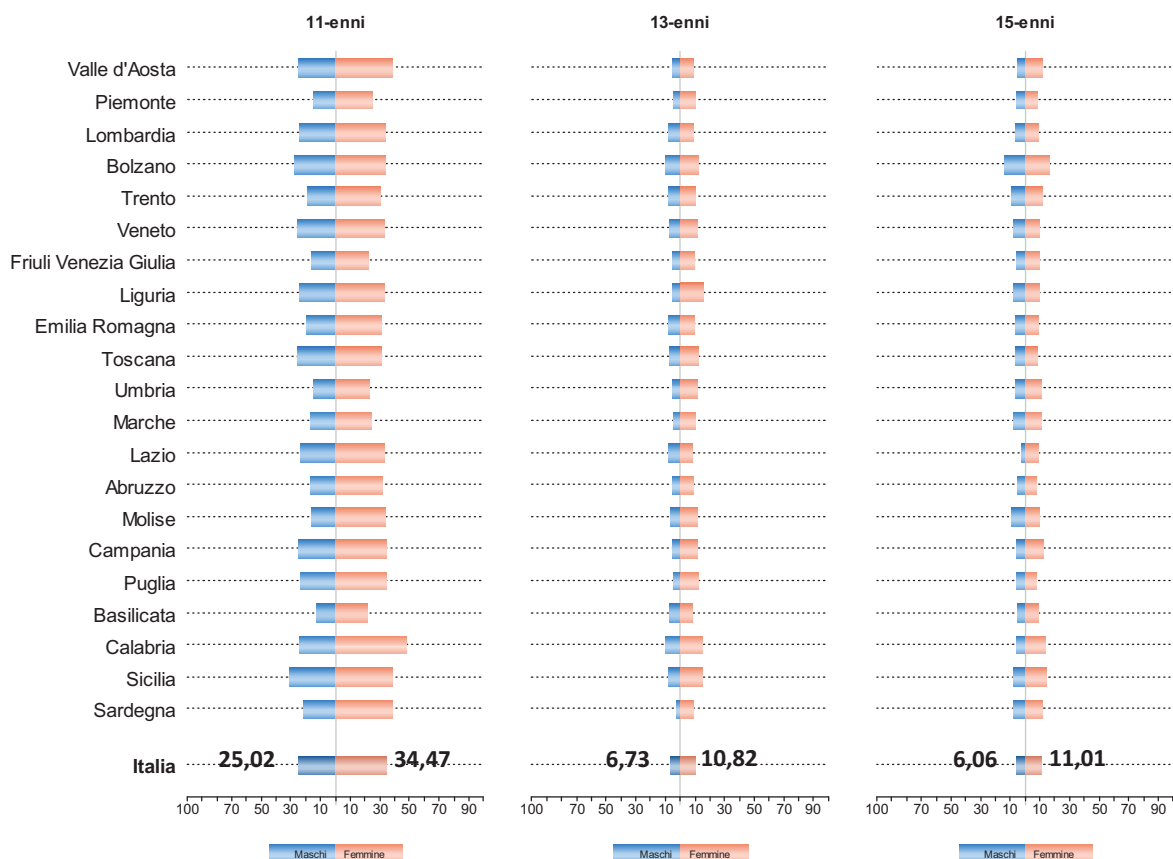 11-enni 13-enni 15-enni
Valle d'Aosta
Piemonte
Lombardia
Bolzano
Trento
Veneto
Friuli Venezia Giulia
Liguria
Emilia Romagna
Toscana
Umbria
Marche
Lazio
Abruzzo
Molise
Campania
Puglia
Basilicata
Calabria
Sicilia
Sardegna
Italia 25,02 34,47 6,73 10,82 6,06 11,01
100 70 50 30 10 10 30 50 70 100 100 70 50 30 10 10 30 50 70 100 100 70 50 30 10 10 30 50 70 100
Maschi Femmine Maschi Femmine Maschi Femmine